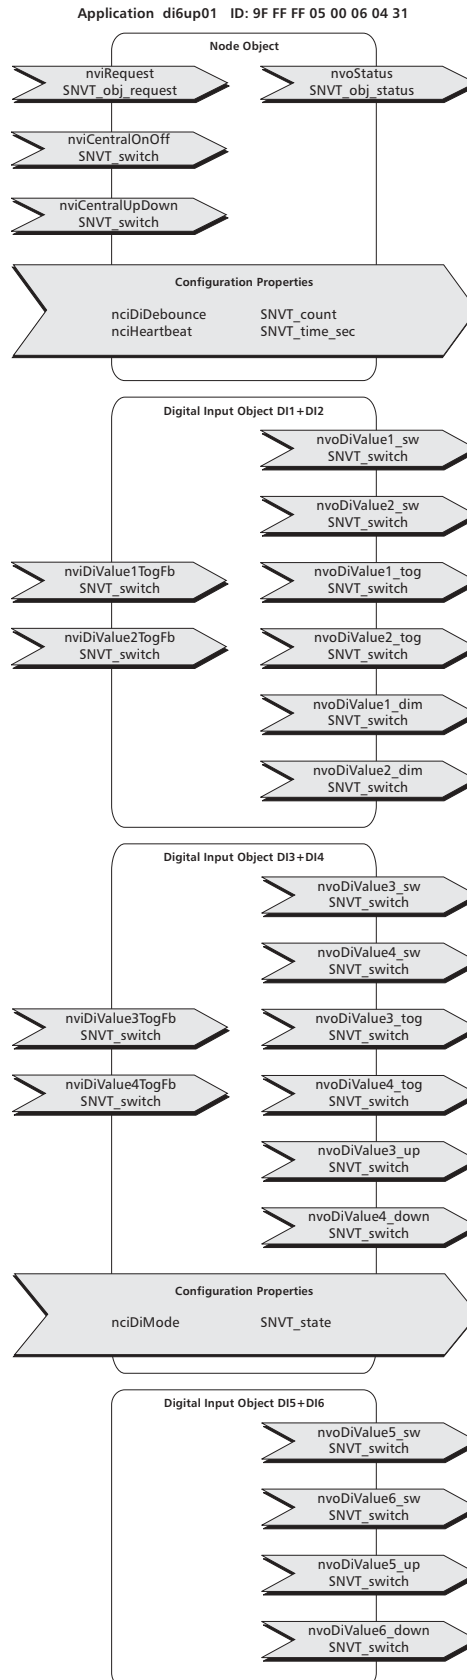 Application di6up01 ID: 9F FF FF 05 00 06 04 31
Node Object
nviRequest
SNVT_obj_request
nvoStatus
SNVT_obj_status
nviCentralOnOff
SNVT_switch
nviCentralUpDown
SNVT_switch
Configuration Properties
nciDiDebounce SNVT_count
nciHeartbeat SNVT_time_sec
Digital Input Object DI1+DI2
nvoDiValue1_sw
SNVT_switch
nvoDiValue2_sw
SNVT_switch
nviDiValue1TogFb
SNVT_switch
nvoDiValue1_tog
SNVT_switch
nviDiValue2TogFb
SNVT_switch
nvoDiValue2_tog
SNVT_switch
nvoDiValue1_dim
SNVT_switch
nvoDiValue2_dim
SNVT_switch
Digital Input Object DI3+DI4
nvoDiValue3_sw
SNVT_switch
nvoDiValue4_sw
SNVT_switch
nviDiValue3TogFb
SNVT_switch
nvoDiValue3_tog
SNVT_switch
nviDiValue4TogFb
SNVT_switch
nvoDiValue4_tog
SNVT_switch
nvoDiValue3_up
SNVT_switch
nvoDiValue4_down
SNVT_switch
Configuration Properties
nciDiMode SNVT_state
Digital Input Object DI5+DI6
nvoDiValue5_sw
SNVT_switch
nvoDiValue6_sw
SNVT_switch
nvoDiValue5_up
SNVT_switch
nvoDiValue6_down
SNVT_switch